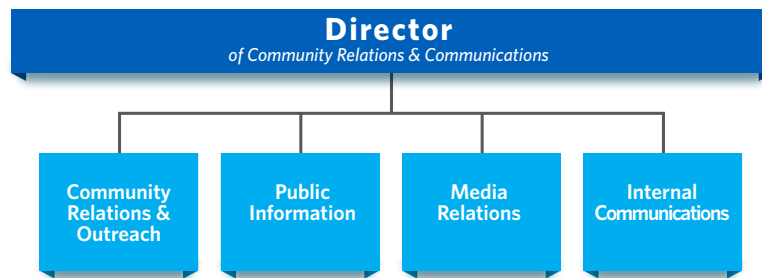 Director
of Community Relations & Communications
Community
Relations &
Outreach
Public
Information
Media
Relations
Internal
Communications